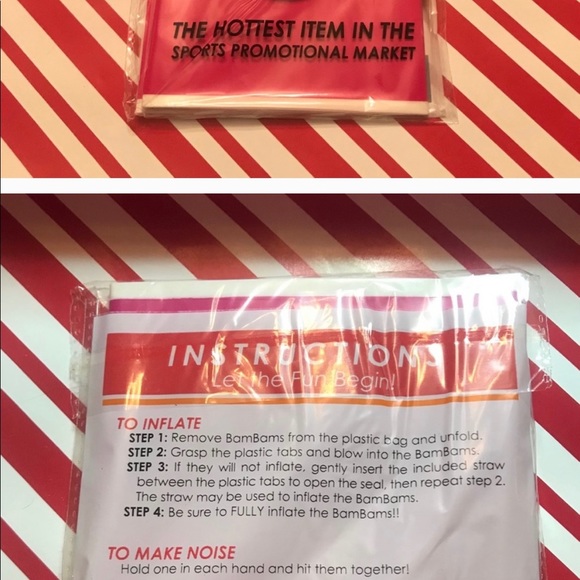 THE HOTTEST ITEM IN THE
SPORTS PROMOTIONAL MARKET
INSTRUCTIONS
Let the Fun Begin!
TO INFLATE
STEP 1: Remove BamBams from the plastic bag and unfold.
STEP 2: Grasp the plastic tabs and blow into the BamBams.
STEP 3: If they will not inflate, gently insert the included straw
between the plastic tabs to open the seal, then repeat step 2.
The straw may be used to inflate the BamBams.
STEP 4: Be sure to FULLY inflate the BamBams!!
TO MAKE NOISE
Hold one in each hand and hit them together!